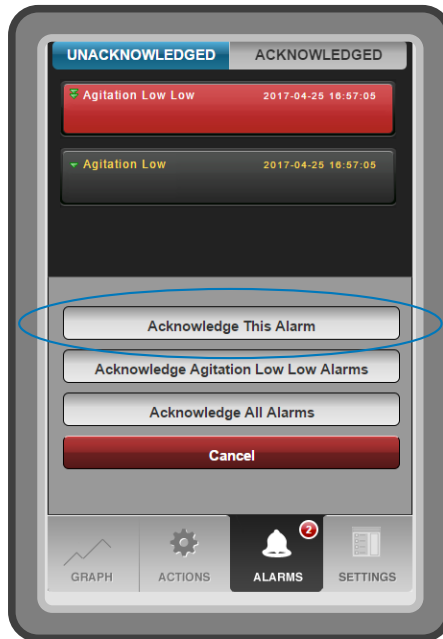 UNACKNOWLEDGED ACKNOWLEDGED
Agitation Low Low 2017-04-25 16:57:05
Agitation Low 2017-04-25 16:57:05
Acknowledge This Alarm
Acknowledge Agitation Low Low Alarms
Acknowledge All Alarms
Cancel
2
GRAPH ACTIONS ALARMS SETTINGS